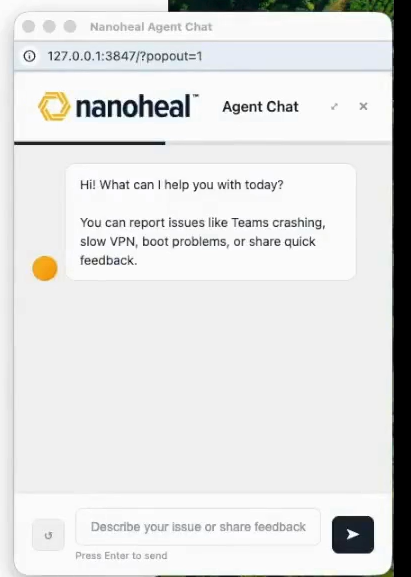 Nanoheal Agent Chat
127.0.0.1:3847/?popout=1
nanoheal™ Agent Chat
Hi! What can I help you with today?
You can report issues like Teams crashing,
slow VPN, boot problems, or share quick
feedback.
Describe your issue or share feedback
Press Enter to send